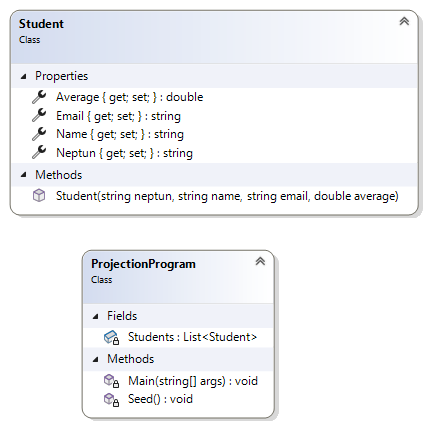 Student
Class
Properties
Average { get; set; } : double
Email { get; set; } : string
Name { get; set; } : string
Neptun { get; set; } : string
Methods
Student(string neptun, string name, string email, double average)
ProjectionProgram
Class
Fields
Students : List<Student>
Methods
Main(string[] args) : void
Seed() : void